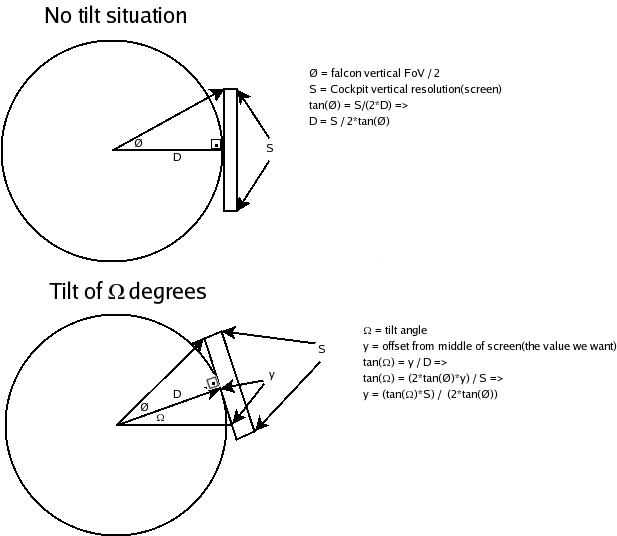 No tilt situation
Ø = falcon vertical FoV / 2
S = Cockpit vertical resolution(screen)
tan(Ø) = S/(2*D) =>
D = S / 2*tan(Ø)
Ø
D
S
Tilt of Ω degrees
Ω = tilt angle
y = offset from middle of screen(the value we want)
tan(Ω) = y / D =>
tan(Ω) = (2*tan(Ø)*y) / S =>
y = (tan(Ω)*S) / (2*tan(Ø))
S
y
D
Ø
Ω